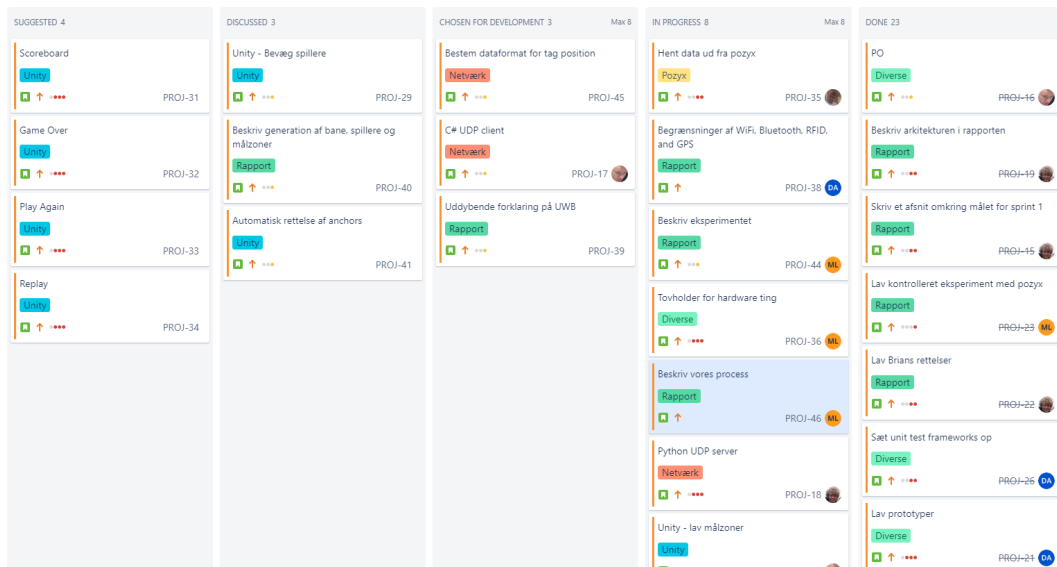 SUGGESTED 4
Scoreboard
Unity
PROJ-31
Game Over
Unity
PROJ-32
Play Again
Unity
PROJ-33
Replay
Unity
PROJ-34
DISCUSSED 3
Unity - Bevæg spillere
Unity
PROJ-29
Beskriv generation af bane, spillere og
målzoner
Rapport
PROJ-40
Automatisk rettelse af anchors
Unity
PROJ-41
CHOSEN FOR DEVELOPMENT 3 Max 8
Bestem dataformat for tag position
Netværk
PROJ-45
C# UDP client
Netværk
PROJ-17
Uddybende forklaring på UWB
Rapport
PROJ-39
IN PROGRESS 8 Max 8
Hent data ud fra pozyx
Pozyx
PROJ-35
Begrænsninger af WiFi, Bluetooth, RFID,
and GPS
Rapport
PROJ-38 DA
Beskriv eksperimentet
Rapport
PROJ-44 ML
Tovholder for hardware ting
Diverse
PROJ-36 ML
Beskriv vores process
Rapport
PROJ-46 ML
Python UDP server
Netværk
PROJ-18
Unity - lav målzoner
Unity
DONE 23
PO
Diverse
PROJ-16
Beskriv arkitekturen i rapporten
Rapport
PROJ-19
Skriv et afsnit omkring målet for sprint 1
Rapport
PROJ-15
Lav kontrolleret eksperiment med pozyx
Rapport
PROJ-23 ML
Lav Brians rettelser
Rapport
PROJ-22
Sæt unit test frameworks op
Diverse
PROJ-26 DA
Lav prototyper
Diverse
PROJ-21 DA